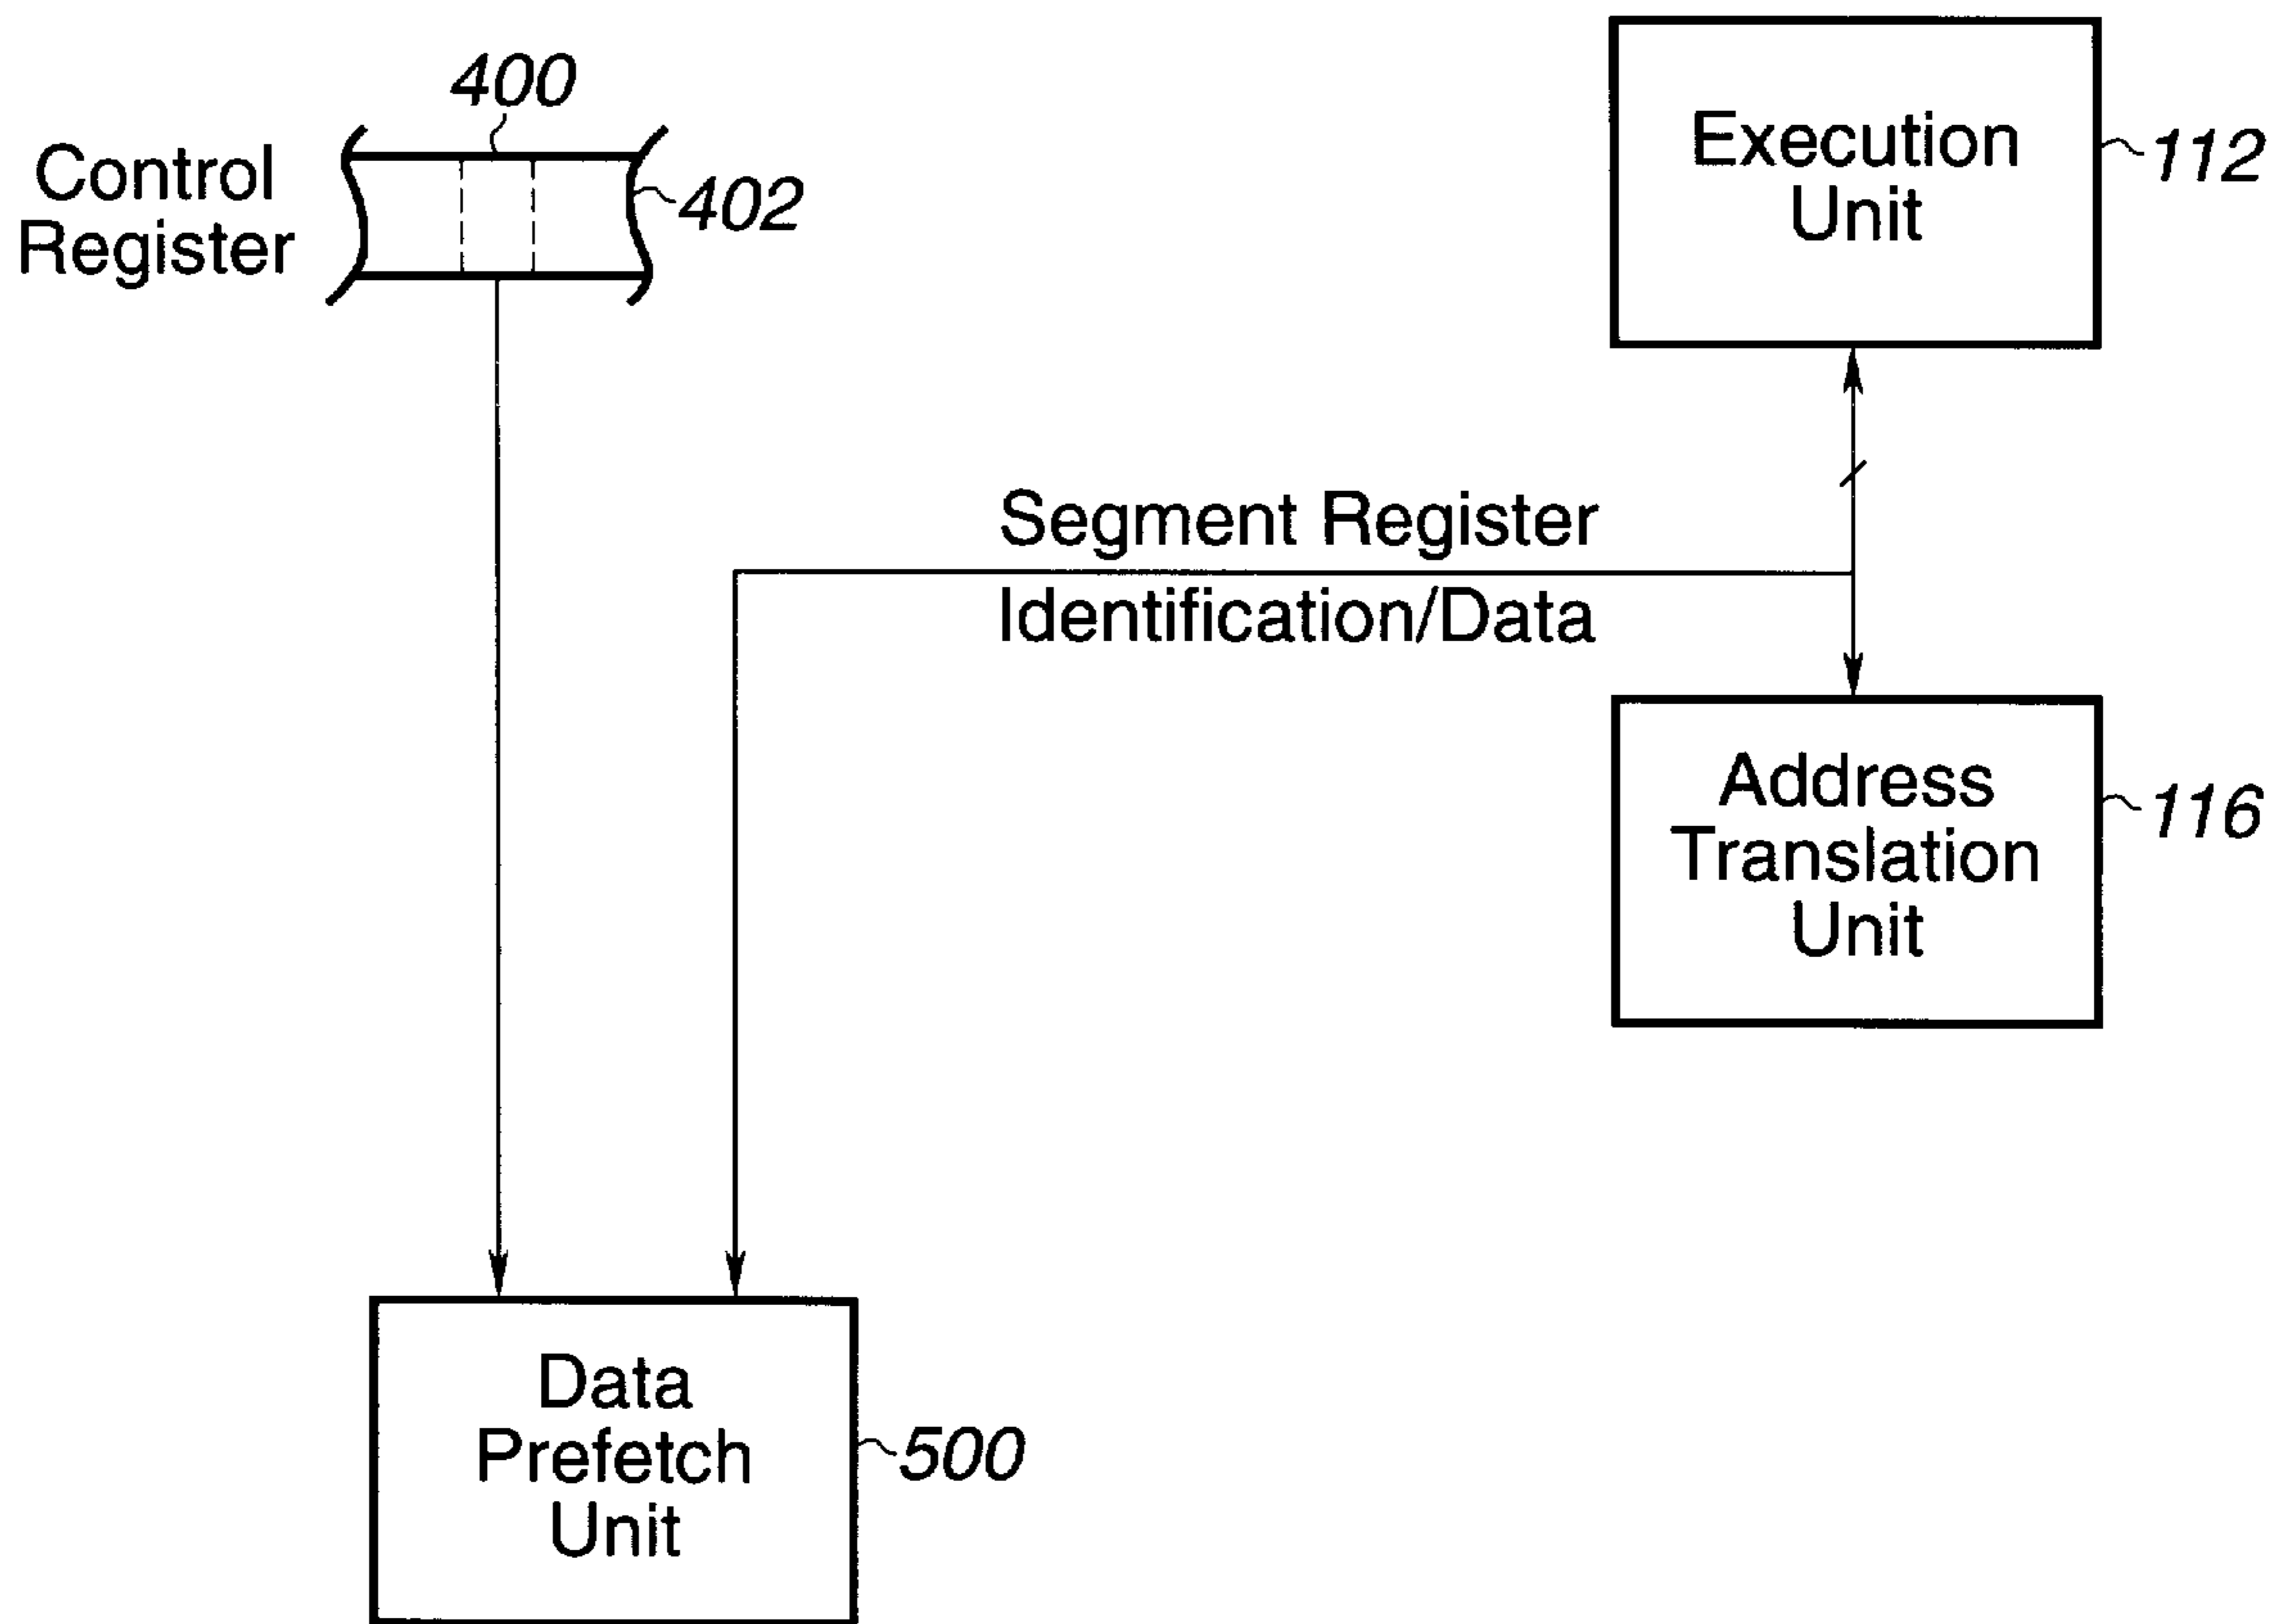 400
Control
Register
402
Execution
Unit
112
Segment Register
Identification/Data
Address
Translation
Unit
116
Data
Prefetch
Unit
500